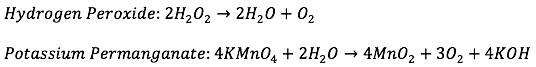 Hydrogen Peroxide: 2H₂O₂ → 2H₂O + O₂
Potassium Permanganate: 4KMnO₄ + 2H₂O → 4MnO₂ + 3O₂ + 4KOH